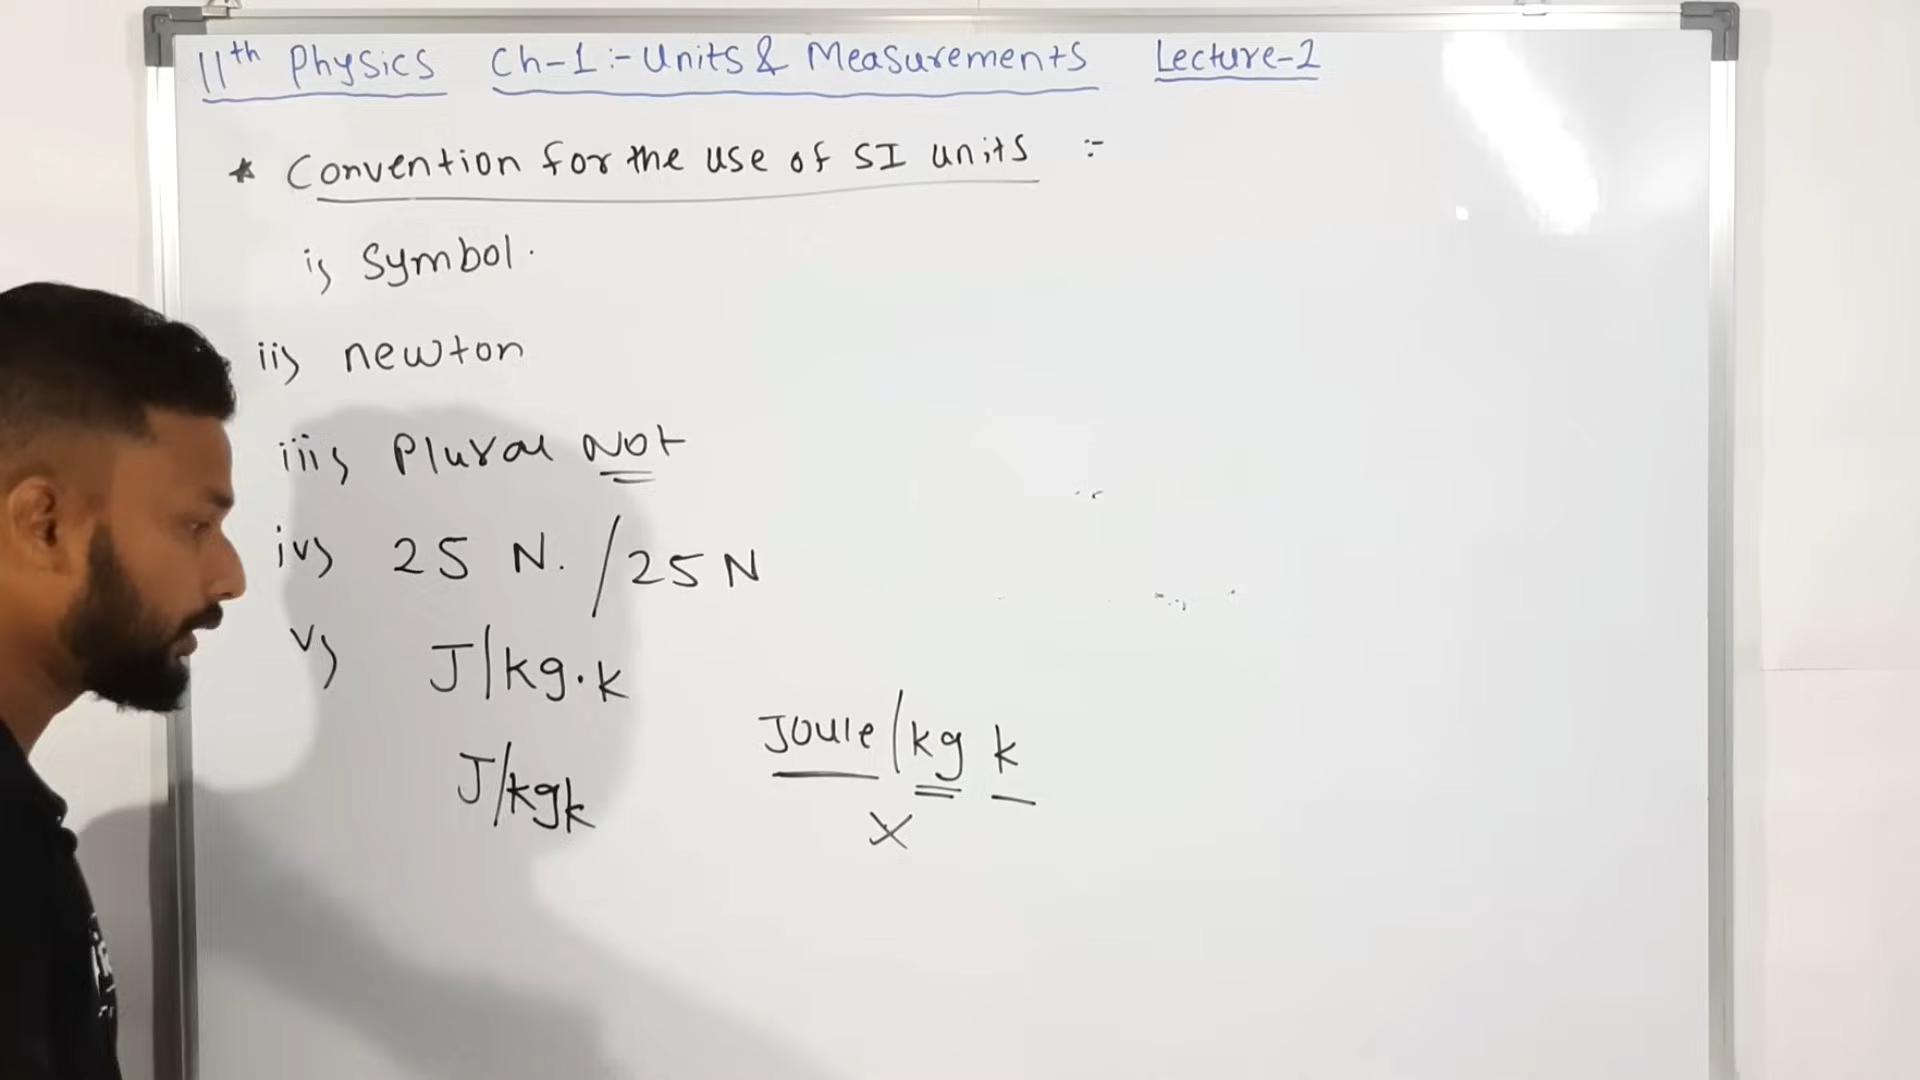 11th Physics Ch-1:- Units & Measurements Lecture-2
* Convention for the use of SI units :-
i) Symbol.
ii) newton
iii) Plural Not
iv) 25 N. / 25 N
v) J/kg.k
J/kgk
Joule/kg k
X